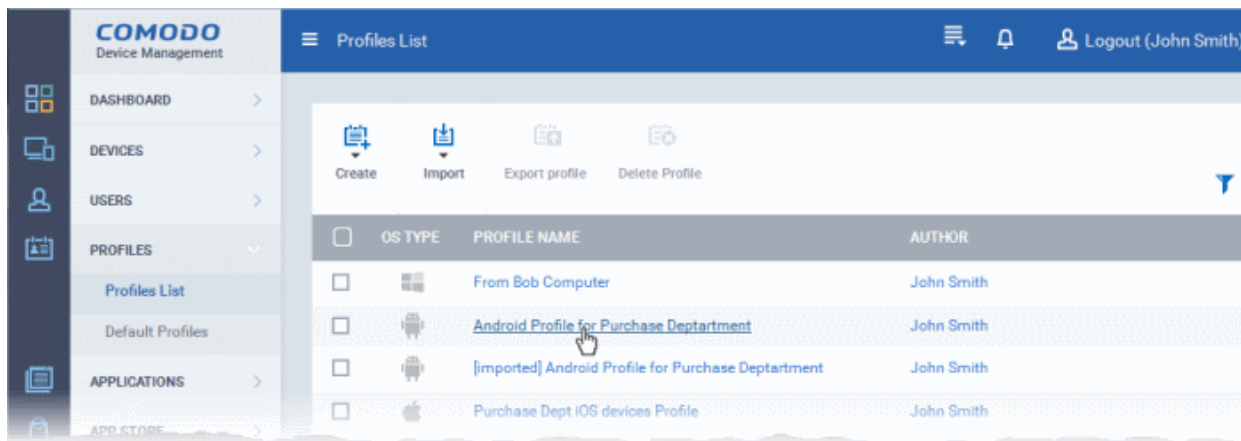 COMODO
Device Management
Profiles List
Logout (John Smith)
DASHBOARD
DEVICES
USERS
PROFILES
Profiles List
Default Profiles
APPLICATIONS
APP STORE
Create
Import
Export profile
Delete Profile
OS TYPE PROFILE NAME AUTHOR
From Bob Computer John Smith
Android Profile for Purchase Deptartment John Smith
[imported] Android Profile for Purchase Deptartment John Smith
Purchase Dept iOS devices Profile John Smith